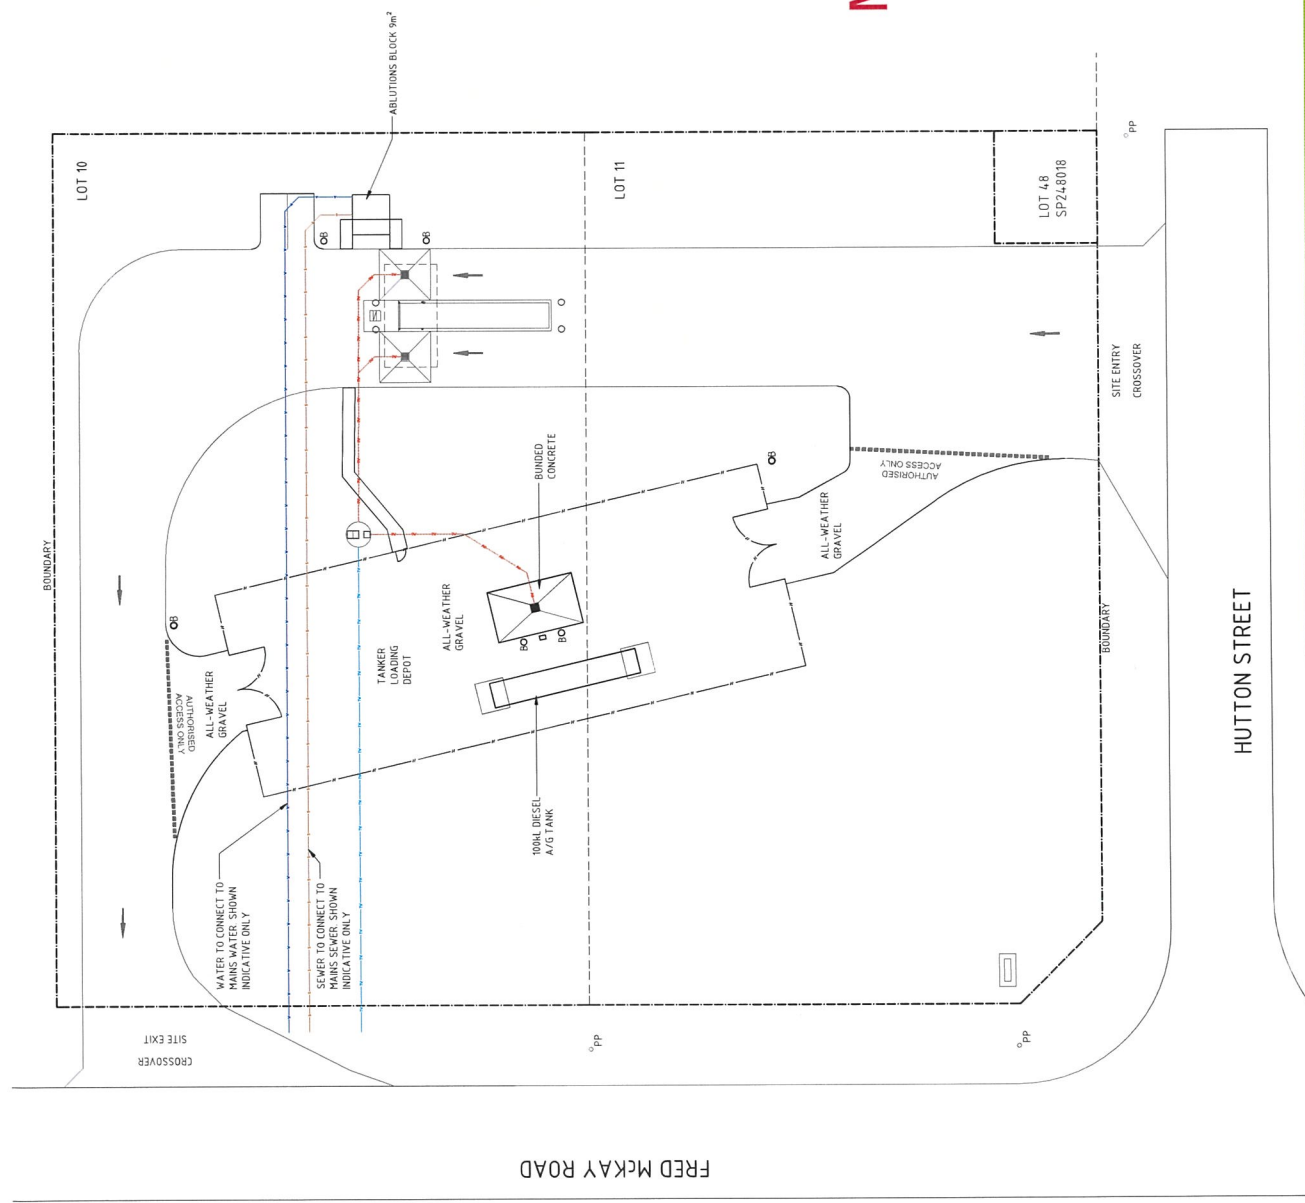 ABLUTIONS BLOCK 9m²
LOT 10
LOT 11
LOT 48
SP248018
PP
B
B
SITE ENTRY
CROSSOVER
BUNDED
CONCRETE
B
AUTHORISED
ACCESS ONLY
ALL-WEATHER
GRAVEL
BOUNDARY
B
ALL-WEATHER
GRAVEL
TANKER
LOADING
DEPOT
B
B
BOUNDARY
HUTTON STREET
ALL-WEATHER
GRAVEL
AUTHORISED
ACCESS ONLY
100kL DIESEL
A/G TANK
WATER TO CONNECT TO
MAINS WATER SHOWN
INDICATIVE ONLY
SEWER TO CONNECT TO
MAINS SEWER SHOWN
INDICATIVE ONLY
SITE EXIT
CROSSOVER
PP
PP
FRED McKAY ROAD